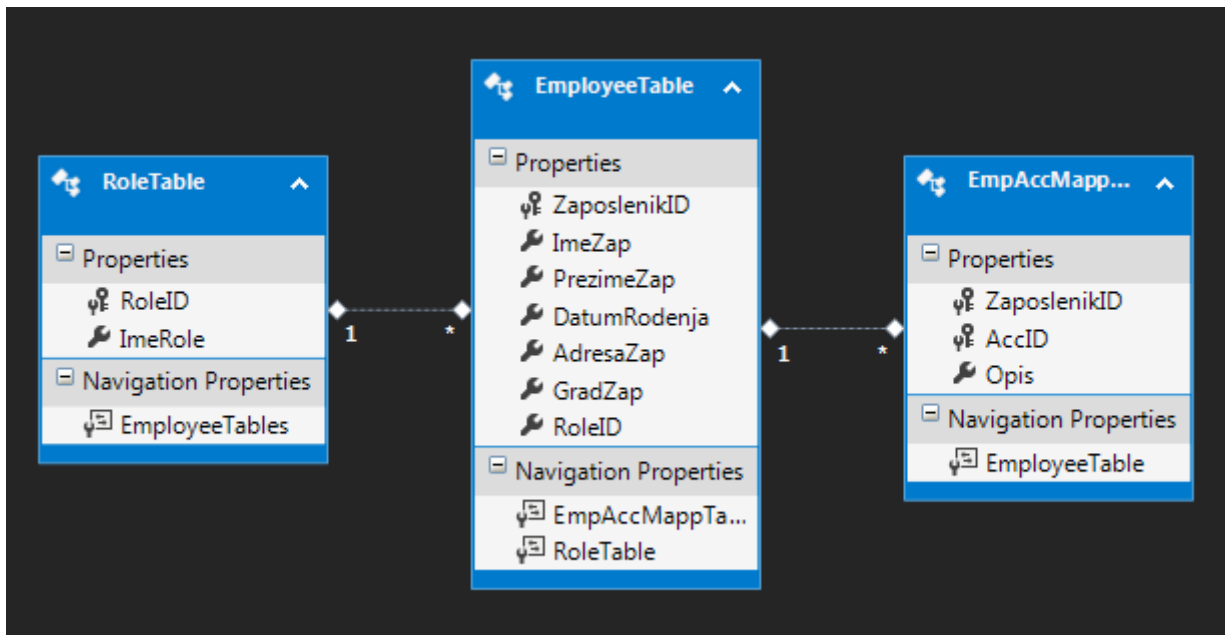 RoleTable
Properties
RoleID
ImeRole
Navigation Properties
EmployeeTables
1
*
EmployeeTable
Properties
ZaposlenikID
ImeZap
PrezimeZap
DatumRodenja
AdresaZap
GradZap
RoleID
Navigation Properties
EmpAccMappTa...
RoleTable
1
*
EmpAccMapp...
Properties
ZaposlenikID
AccID
Opis
Navigation Properties
EmployeeTable